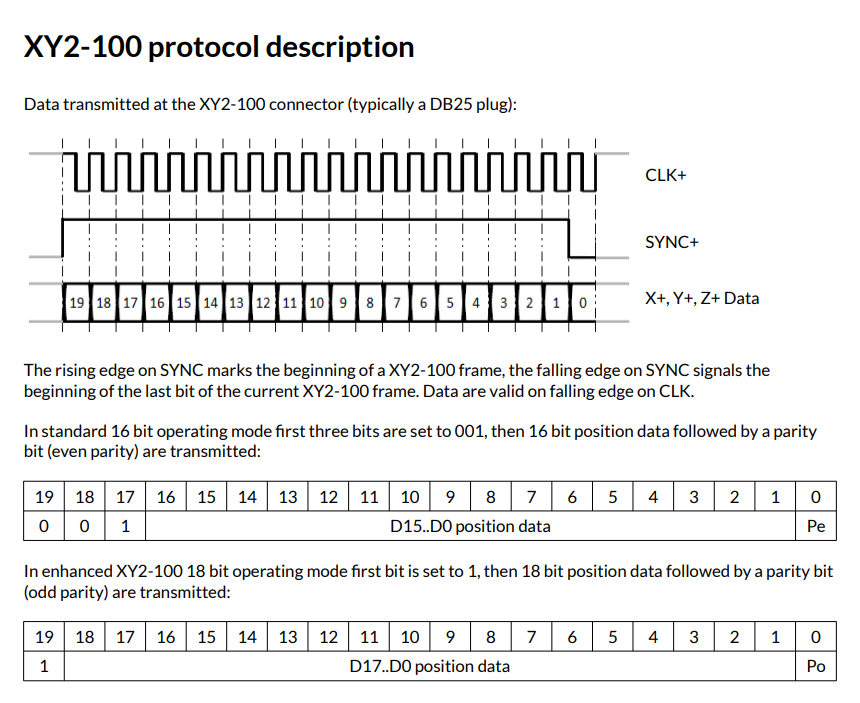 XY2-100 protocol description
Data transmitted at the XY2-100 connector (typically a DB25 plug):
CLK+
SYNC+
19 18 17 16 15 14 13 12 11 10 9 8 7 6 5 4 3 2 1 0
X+, Y+, Z+ Data
The rising edge on SYNC marks the beginning of a XY2-100 frame, the falling edge on SYNC signals the
beginning of the last bit of the current XY2-100 frame. Data are valid on falling edge on CLK.
In standard 16 bit operating mode first three bits are set to 001, then 16 bit position data followed by a parity
bit (even parity) are transmitted:
19 18 17 16 15 14 13 12 11 10 9 8 7 6 5 4 3 2 1 0
0 0 1 D15..D0 position data Pe
In enhanced XY2-100 18 bit operating mode first bit is set to 1, then 18 bit position data followed by a parity bit
(odd parity) are transmitted:
19 18 17 16 15 14 13 12 11 10 9 8 7 6 5 4 3 2 1 0
1 D17..D0 position data Po